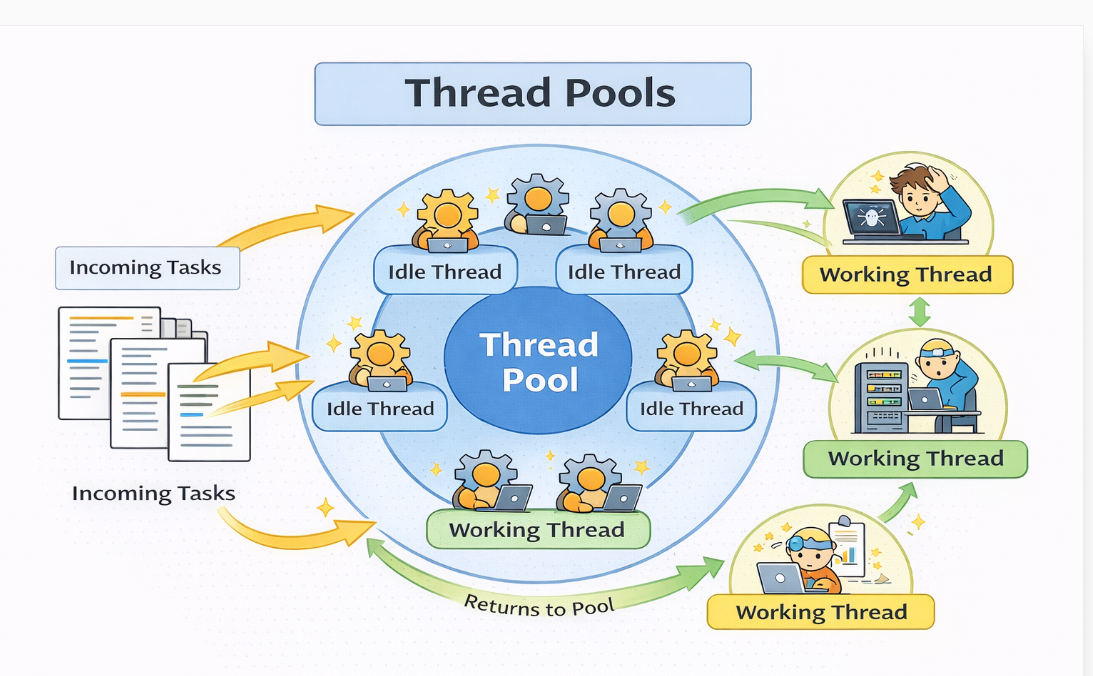 Thread Pools
Incoming Tasks
Idle Thread
Idle Thread
Working Thread
Thread
Pool
Idle Thread
Idle Thread
Working Thread
Incoming Tasks
Working Thread
Returns to Pool
Working Thread